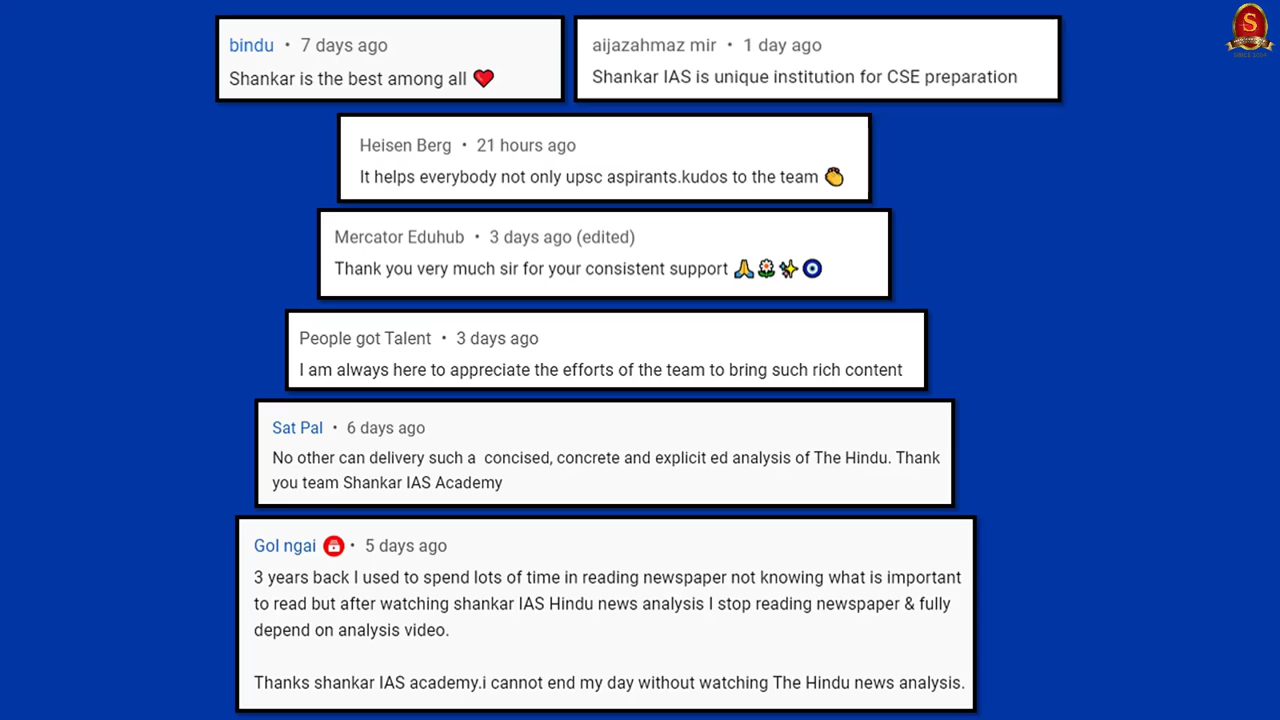 bindu • 7 days ago
Shankar is the best among all ❤️
aijazahmaz mir • 1 day ago
Shankar IAS is unique institution for CSE preparation
Heisen Berg • 21 hours ago
It helps everybody not only upsc aspirants.kudos to the team 👏
Mercator Eduhub • 3 days ago (edited)
Thank you very much sir for your consistent support 🙏🌼✨🧿
People got Talent • 3 days ago
I am always here to appreciate the efforts of the team to bring such rich content
Sat Pal • 6 days ago
No other can delivery such a  concised, concrete and explicit ed analysis of The Hindu. Thank
you team Shankar IAS Academy
Gol ngai • 5 days ago
3 years back I used to spend lots of time in reading newspaper not knowing what is important
to read but after watching shankar IAS Hindu news analysis I stop reading newspaper & fully
depend on analysis video.
Thanks shankar IAS academy.i cannot end my day without watching The Hindu news analysis.
S